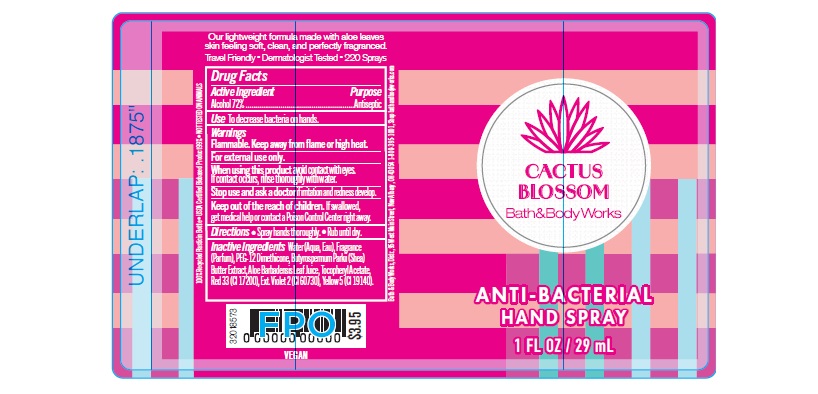 Our lightweight formula made with aloe leaves
skin feeling soft, clean, and perfectly fragranced.
Travel Friendly • Dermatologist Tested • 220 Sprays
Drug Facts
Active Ingredient Purpose
Alcohol 72%..........................................Antiseptic
Use To decrease bacteria on hands.
Warnings
Flammable. Keep away from flame or high heat.
For external use only.
When using this product avoid contact with eyes.
If contact occurs, rinse thoroughly with water.
Stop use and ask a doctor if irritation and redness develop.
Keep out of the reach of children. If swallowed,
get medical help or contact a Poison Control Center right away.
Directions • Spray hands thoroughly. • Rub until dry.
Inactive Ingredients Water (Aqua, Eau), Fragrance
(Parfum), PEG-12 Dimethicone, Butyrospermum Parkii (Shea)
Butter Extract, Aloe Barbadensis Leaf Juice, Tocopheryl Acetate,
Red 33 (CI 17200), Ext. Violet 2 (CI 60730), Yellow 5 (CI 19140).
32018573
FPO
$3.95
VEGAN
UNDERLAP: .1875"
CACTUS
BLOSSOM
Bath&BodyWorks
ANTI-BACTERIAL
HAND SPRAY
1 FL OZ / 29 mL